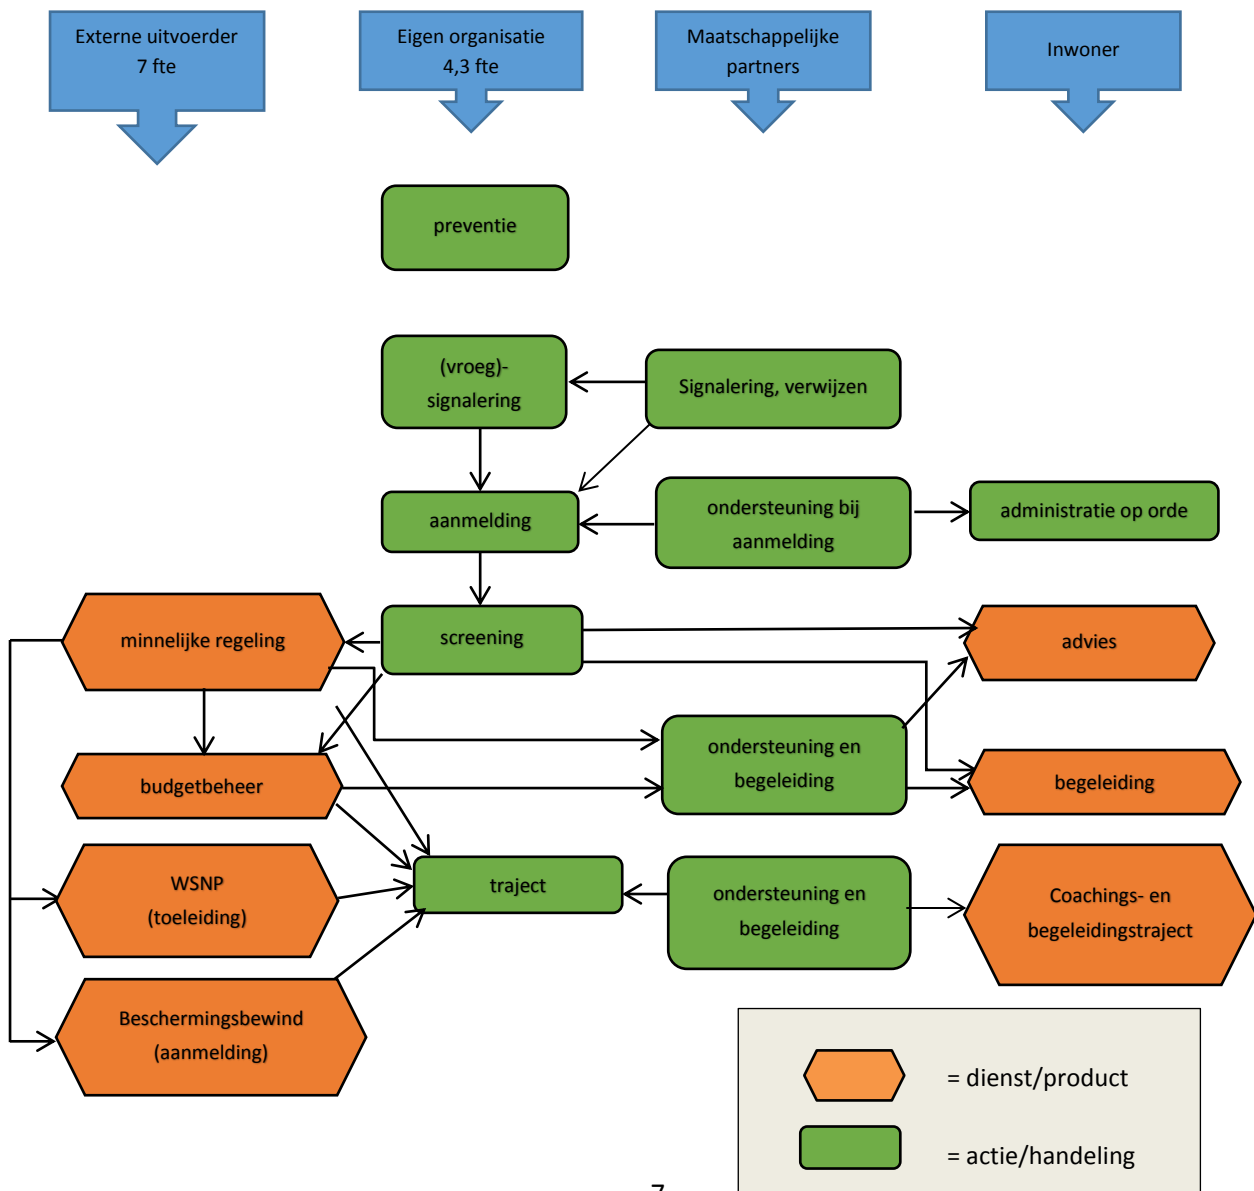 Externe uitvoerder
7 fte
Eigen organisatie
4,3 fte
Maatschappelijke
partners
Inwoner
preventie
(vroeg)-
signalering
Signalering, verwijzen
aanmelding
ondersteuning bij
aanmelding
administratie op orde
minnelijke regeling
screening
advies
budgetbeheer
ondersteuning en
begeleiding
begeleiding
WSNP
(toeleiding)
traject
ondersteuning en
begeleiding
Coachings- en
begeleidingstraject
Beschermingsbewind
(aanmelding)
= dienst/product
= actie/handeling
7